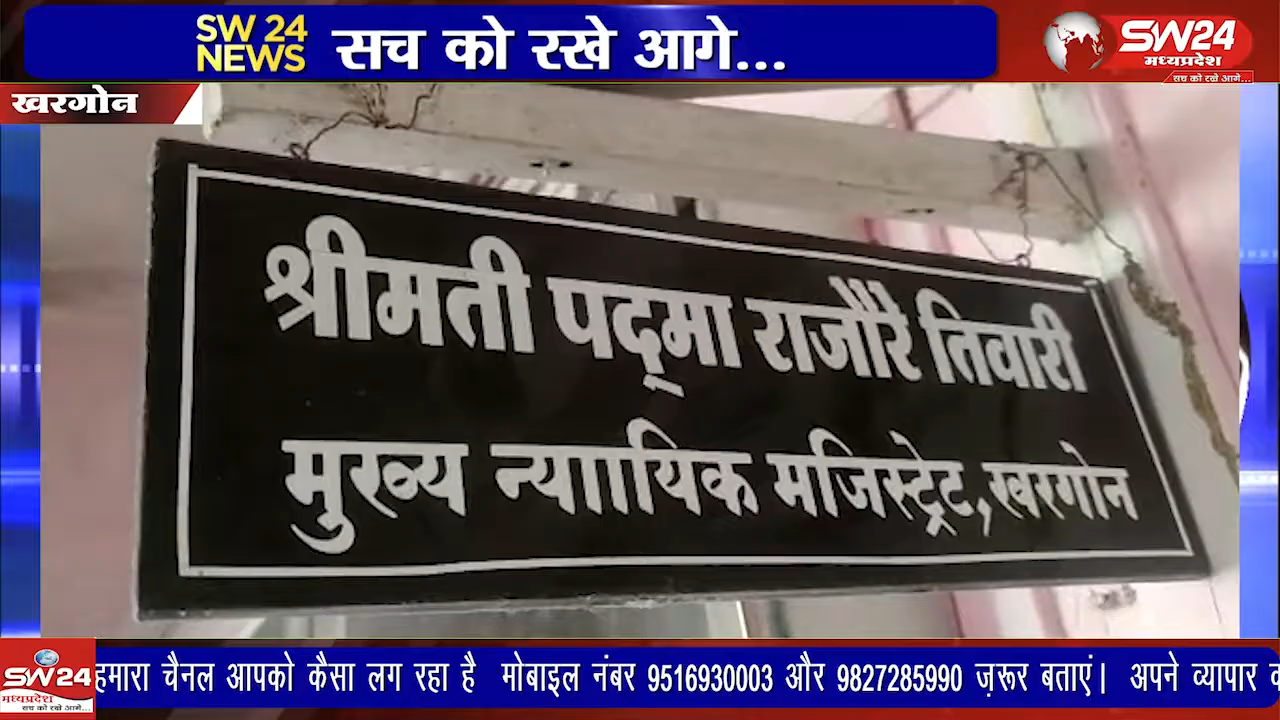 SW 24 NEWS सच को रखे आगे...
SW24
मध्यप्रदेश
सच को रखे आगे...
खरगोन
श्रीमती पद्मा राजौरै तिवारी
मुख्य न्याायिक मजिस्ट्रेट, खरगोन
SW24
मध्यप्रदेश
सच को रखे आगे...
हमारा चैनल आपको कैसा लग रहा है मोबाइल नंबर 9516930003 और 9827285990 ज़रूर बताएं। अपने व्यापार